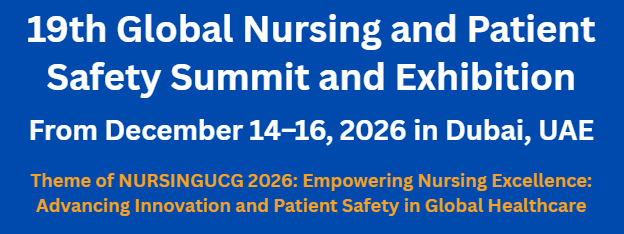 19th Global Nursing and Patient
Safety Summit and Exhibition
From December 14–16, 2026 in Dubai, UAE
Theme of NURSINGUCG 2026: Empowering Nursing Excellence:
Advancing Innovation and Patient Safety in Global Healthcare